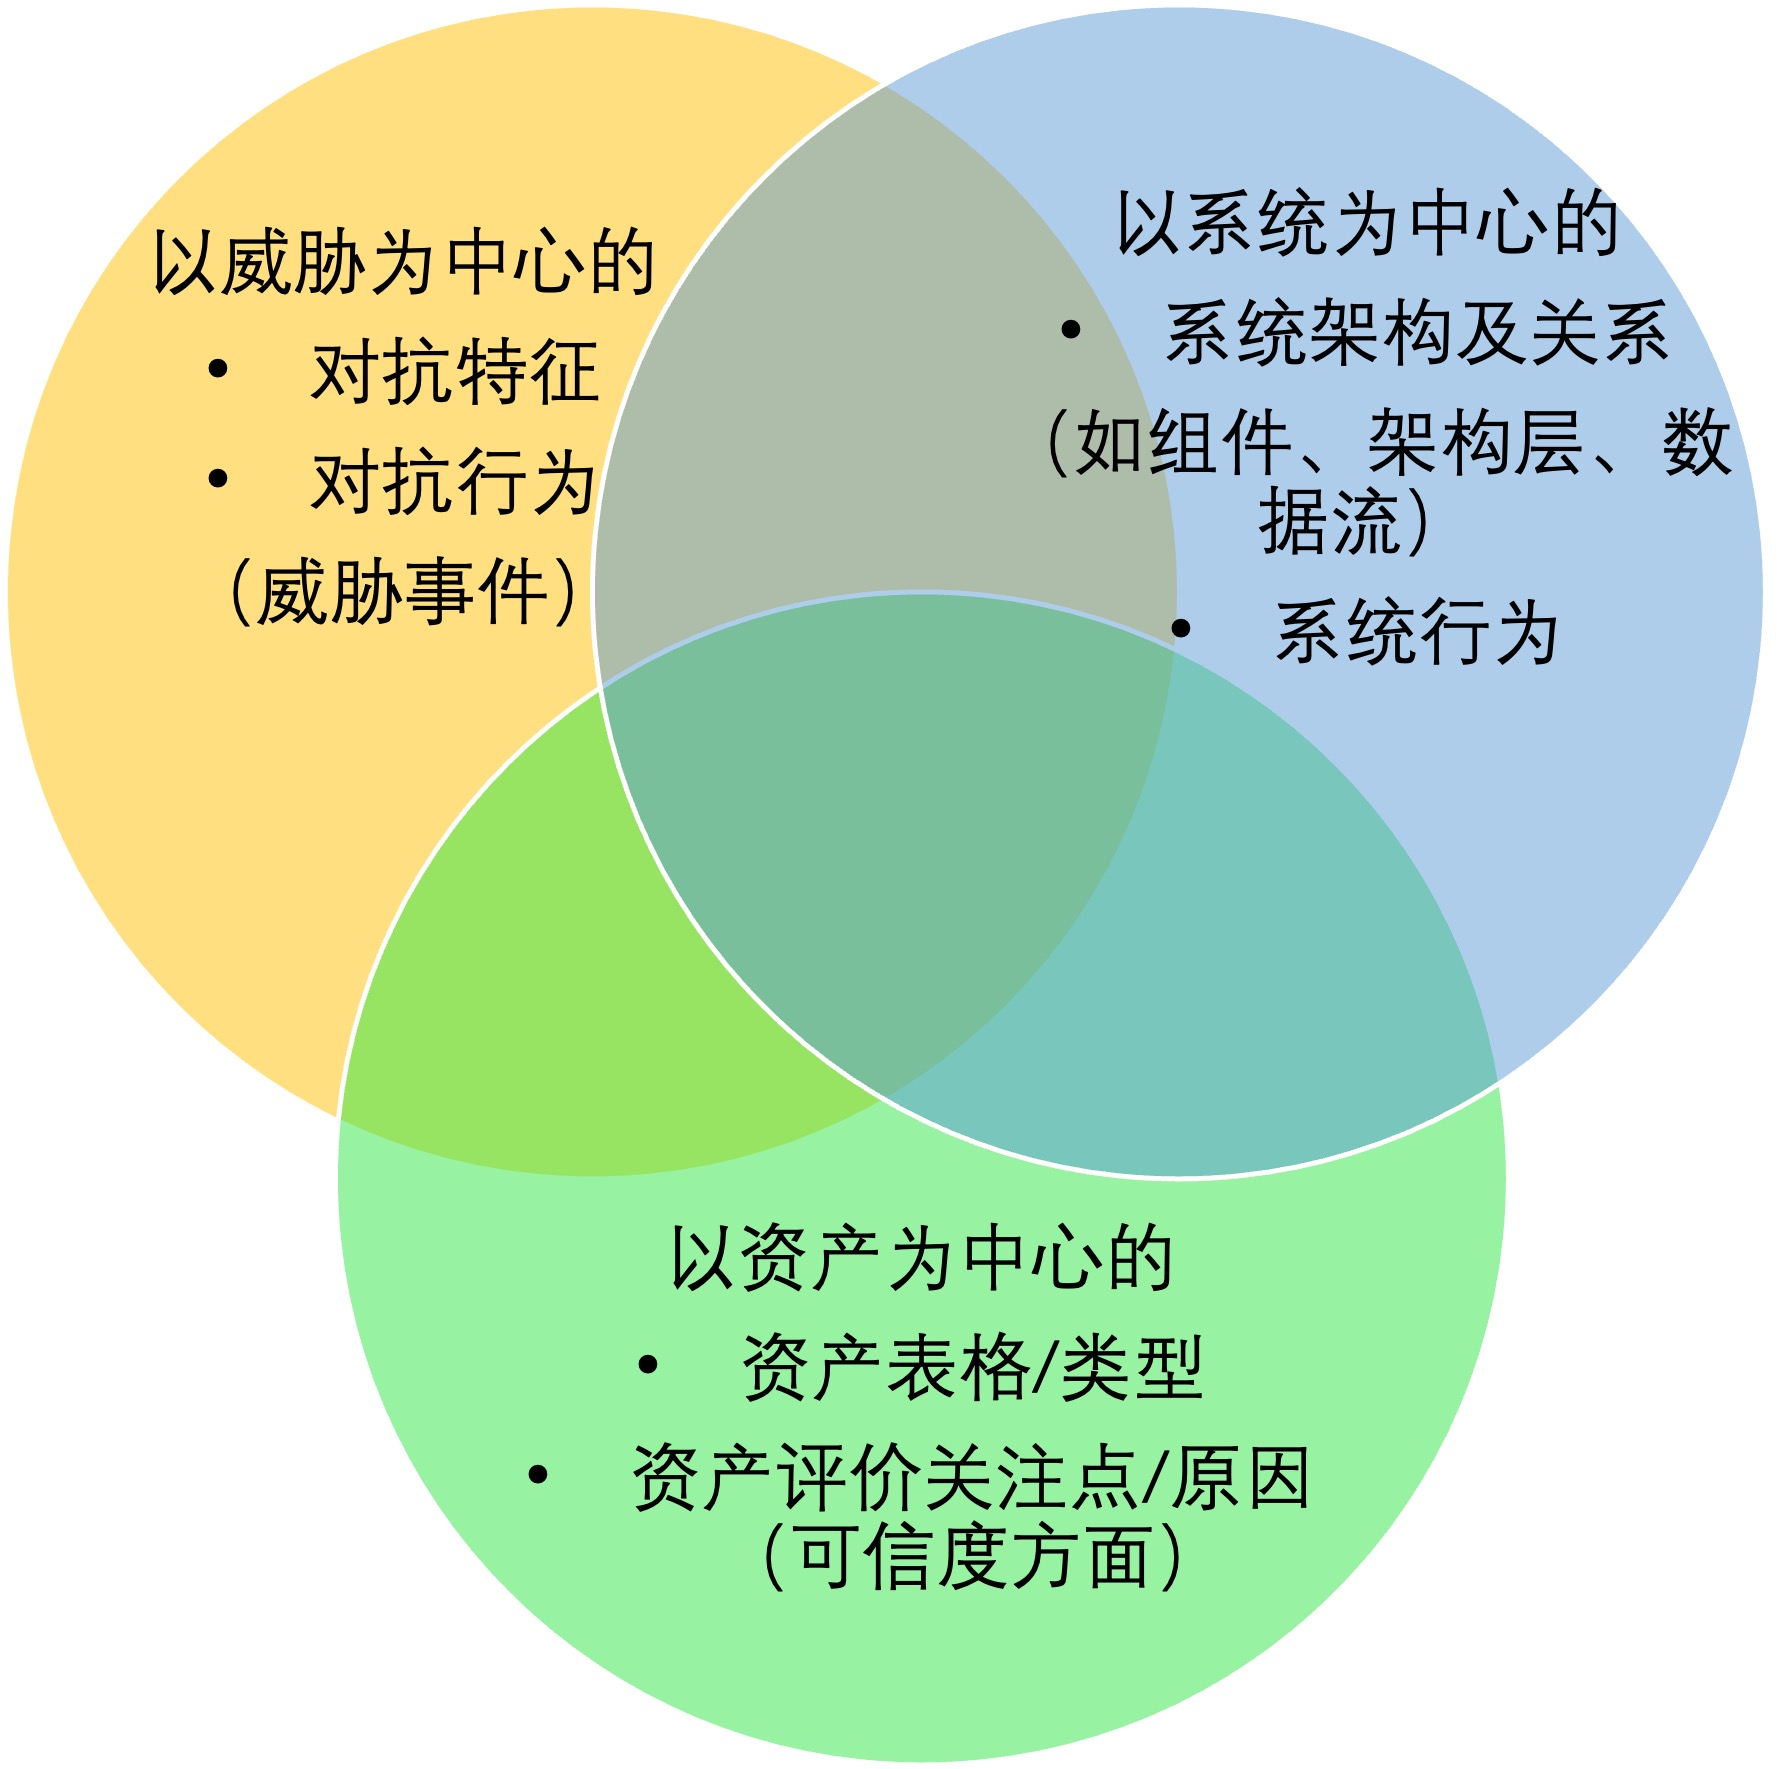 以威胁为中心的
• 对抗特征
• 对抗行为
（威胁事件）
以系统为中心的
• 系统架构及关系
（如组件、架构层、数
据流）
• 系统行为
以资产为中心的
• 资产表格/类型
• 资产评价关注点/原因
（可信度方面）